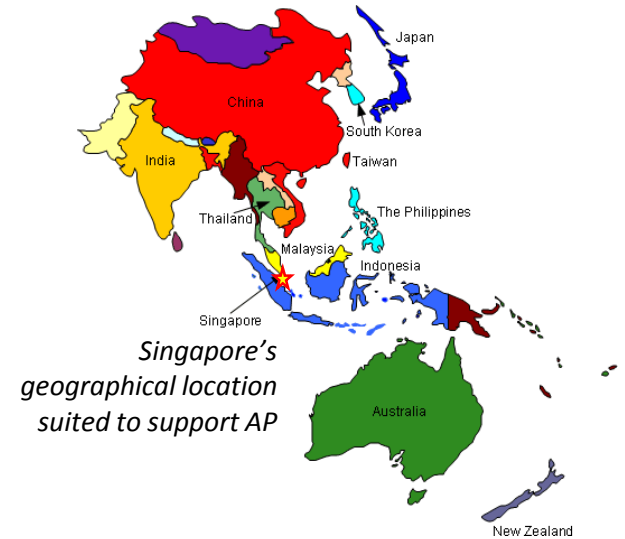 Japan
China
South Korea
India
Taiwan
Thailand
The Philippines
Malaysia
Indonesia
Singapore
Singapore's
geographical location
suited to support AP
Australia
New Zealand